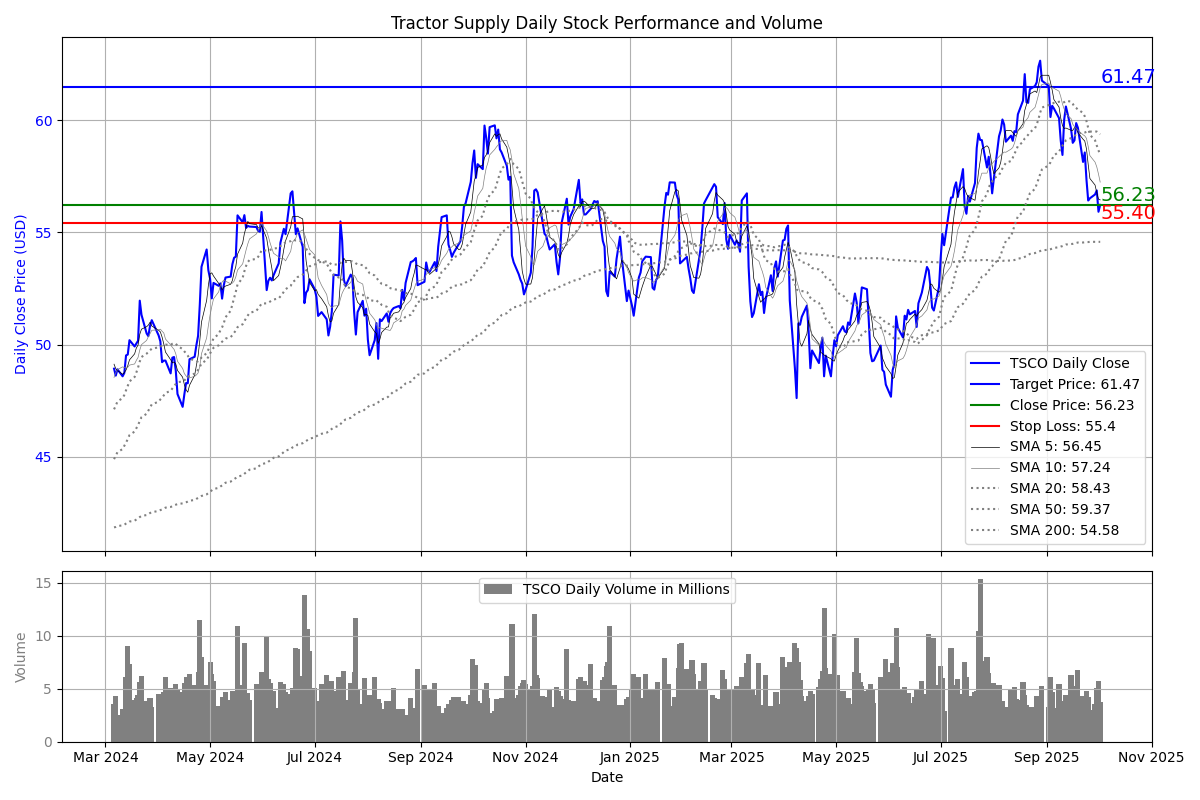 Tractor Supply Daily Stock Performance and Volume
Daily Close Price (USD)
60
55
50
45
61.47
56.23
55.40
TSCO Daily Close
Target Price: 61.47
Close Price: 56.23
Stop Loss: 55.4
SMA 5: 56.45
SMA 10: 57.24
SMA 20: 58.43
SMA 50: 59.37
SMA 200: 54.58
Volume
15
10
5
0
TSCO Daily Volume in Millions
Mar 2024 May 2024 Jul 2024 Sep 2024 Nov 2024 Jan 2025 Mar 2025 May 2025 Jul 2025 Sep 2025 Nov 2025
Date